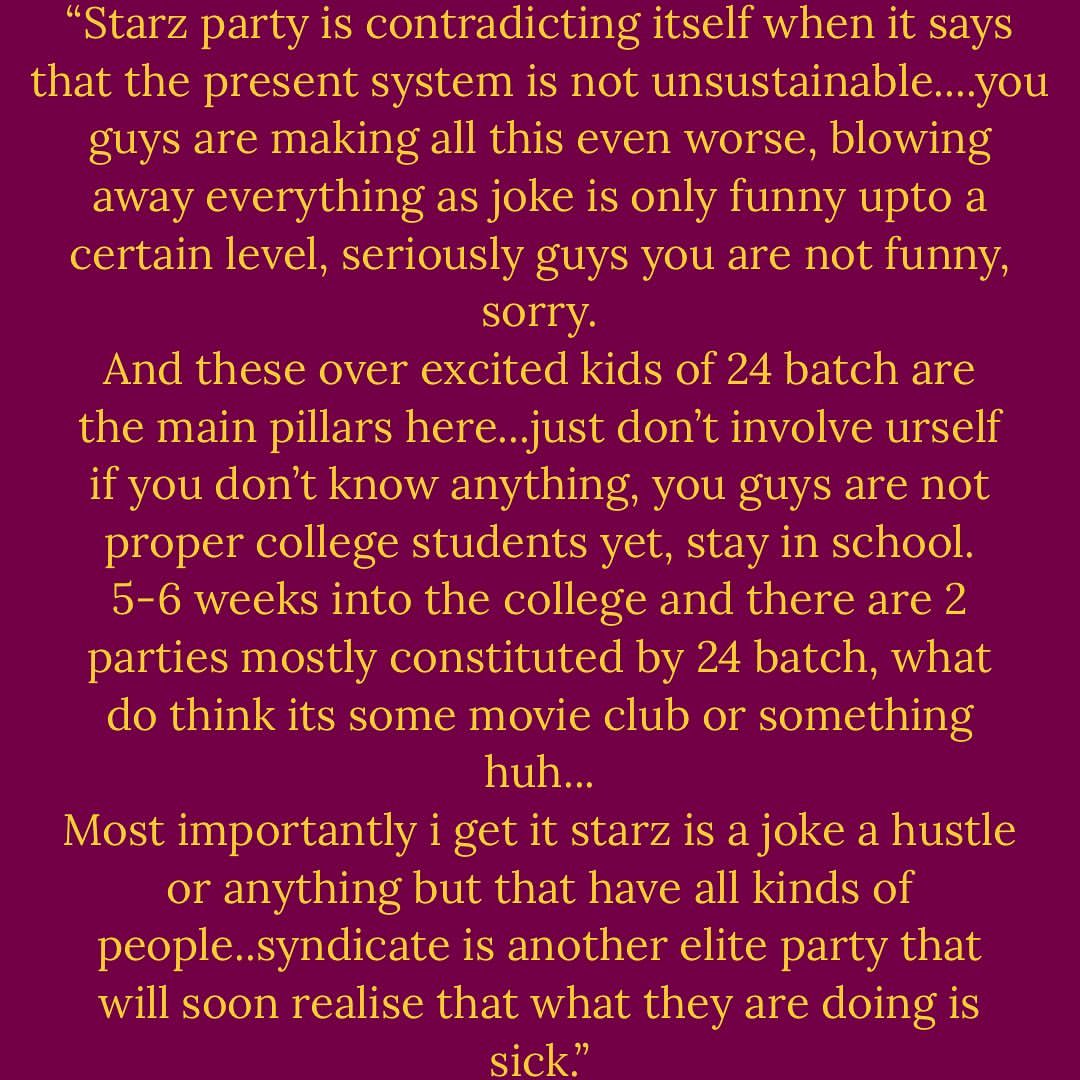 “Starz party is contradicting itself when it says
that the present system is not unsustainable....you
guys are making all this even worse, blowing
away everything as joke is only funny upto a
certain level, seriously guys you are not funny,
sorry.
And these over excited kids of 24 batch are
the main pillars here...just don’t involve urself
if you don’t know anything, you guys are not
proper college students yet, stay in school.
5-6 weeks into the college and there are 2
parties mostly constituted by 24 batch, what
do think its some movie club or something
huh...
Most importantly i get it starz is a joke a hustle
or anything but that have all kinds of
people..syndicate is another elite party that
will soon realise that what they are doing is
sick.”